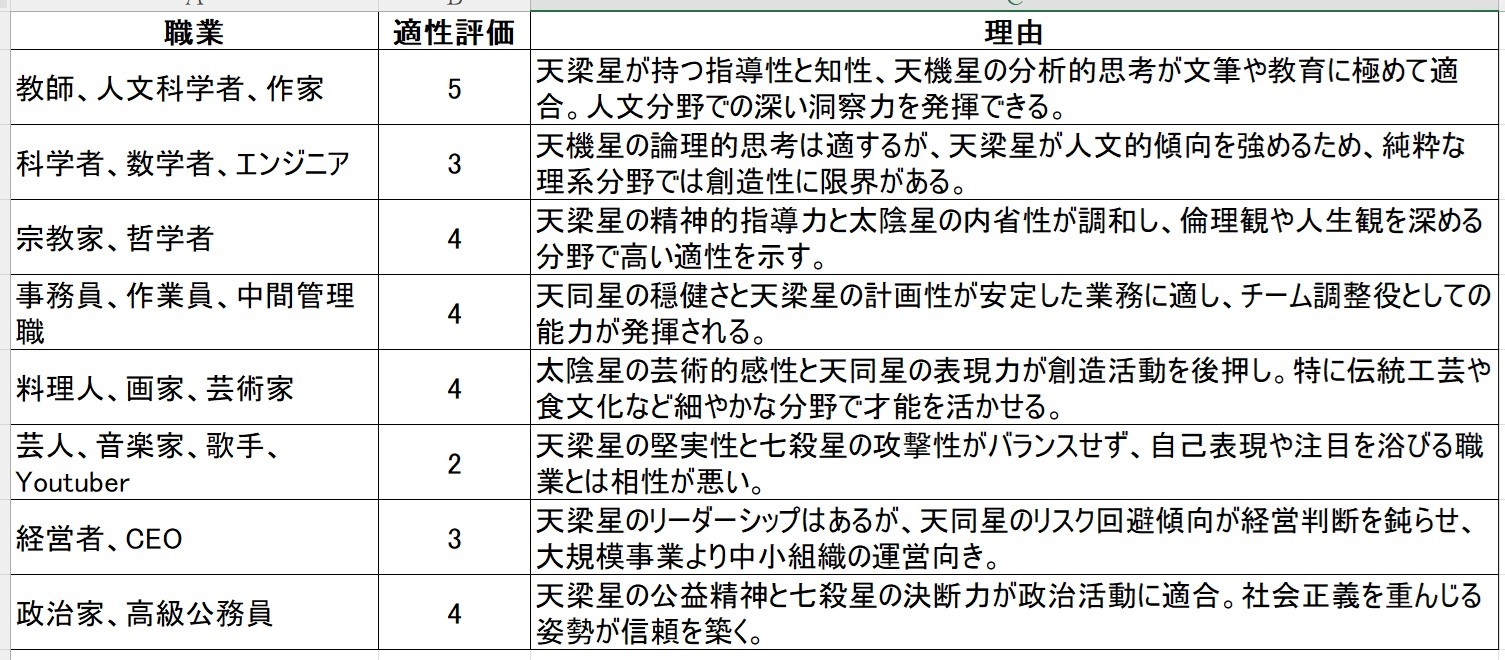 A B C
職業 適性評価 理由
教師、人文科学者、作家 5 天梁星が持つ指導性と知性、天機星の分析的思考が文筆や教育に極めて適
合。人文分野での深い洞察力を発揮できる。
科学者、数学者、エンジニア 3 天機星の論理的思考は適するが、天梁星が人文的傾向を強めるため、純粋な
理系分野では創造性に限界がある。
宗教家、哲学者 4 天梁星の精神的指導力と太陰星の内省性が調和し、倫理観や人生観を深める
分野で高い適性を示す。
事務員、作業員、中間管理
職 4 天同星の穏健さと天梁星の計画性が安定した業務に適し、チーム調整役としての
能力が発揮される。
料理人、画家、芸術家 4 太陰星の芸術的感性と天同星の表現力が創造活動を後押し。特に伝統工芸や
食文化など細やかな分野で才能を活かせる。
芸人、音楽家、歌手、
Youtuber 2 天梁星の堅実性と七殺星の攻撃性がバランスせず、自己表現や注目を浴びる職
業とは相性が悪い。
経営者、CEO 3 天梁星のリーダーシップはあるが、天同星のリスク回避傾向が経営判断を鈍らせ、
大規模事業より中小組織の運営向き。
政治家、高級公務員 4 天梁星の公益精神と七殺星の決断力が政治活動に適合。社会正義を重んじる
姿勢が信頼を築く。